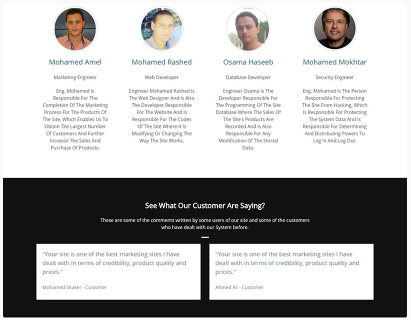 Mohamed Amel
Marketing Engineer
Eng. Mohamed Is
Responsible For The
Completion Of The Marketing
Process For The Products Of
The Site, Which Enables Us To
Obtain The Largest Number
Of Customers And Further
Increase The Sales And
Purchase Of Products.
Mohamed Rashed
Web Developer
Engineer Mohamed Rashed Is
The Web Designer And Is Also
The Developer Responsible
For The Website And Is
Responsible For The Codes
Of The Site Where It Is
Modifying Or Changing The
Way The Site Works.
Osama Haseeb
Database Developer
Engineer Osama Is The
Developer Responsible For
The Programming Of The Site
Database Where The Sales Of
The Site's Products Are
Recorded And Is Also
Responsible For Any
Modification Of The Stored
Data.
Mohamed Mokhtar
Security Engineer
Eng, Mohamed Is The Person
Responsible For Protecting
The Site From Hacking, Which
Is Responsible For Protecting
The System Data And Is
Responsible For Determining
And Distributing Powers To
Log In And Log Out.
See What Our Customer Are Saying?
These are some of the comments written by some users of our site and some of the customers
who have dealt with our System before.
"Your site is one of the best marketing sites I have
dealt with in terms of credibility, product quality and
prices."
Mohamed Shaker - Customer
"Your site is one of the best marketing sites I have
dealt with in terms of credibility, product quality and
prices."
Ahmed Ali - Customer